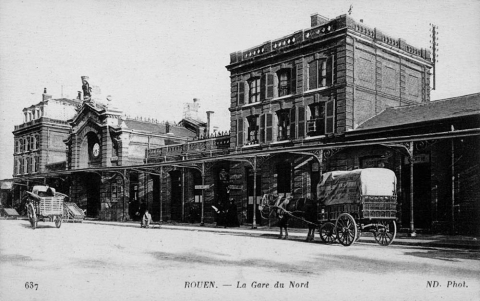 637 ROUEN. — La Gare du Nord ND. Phot.